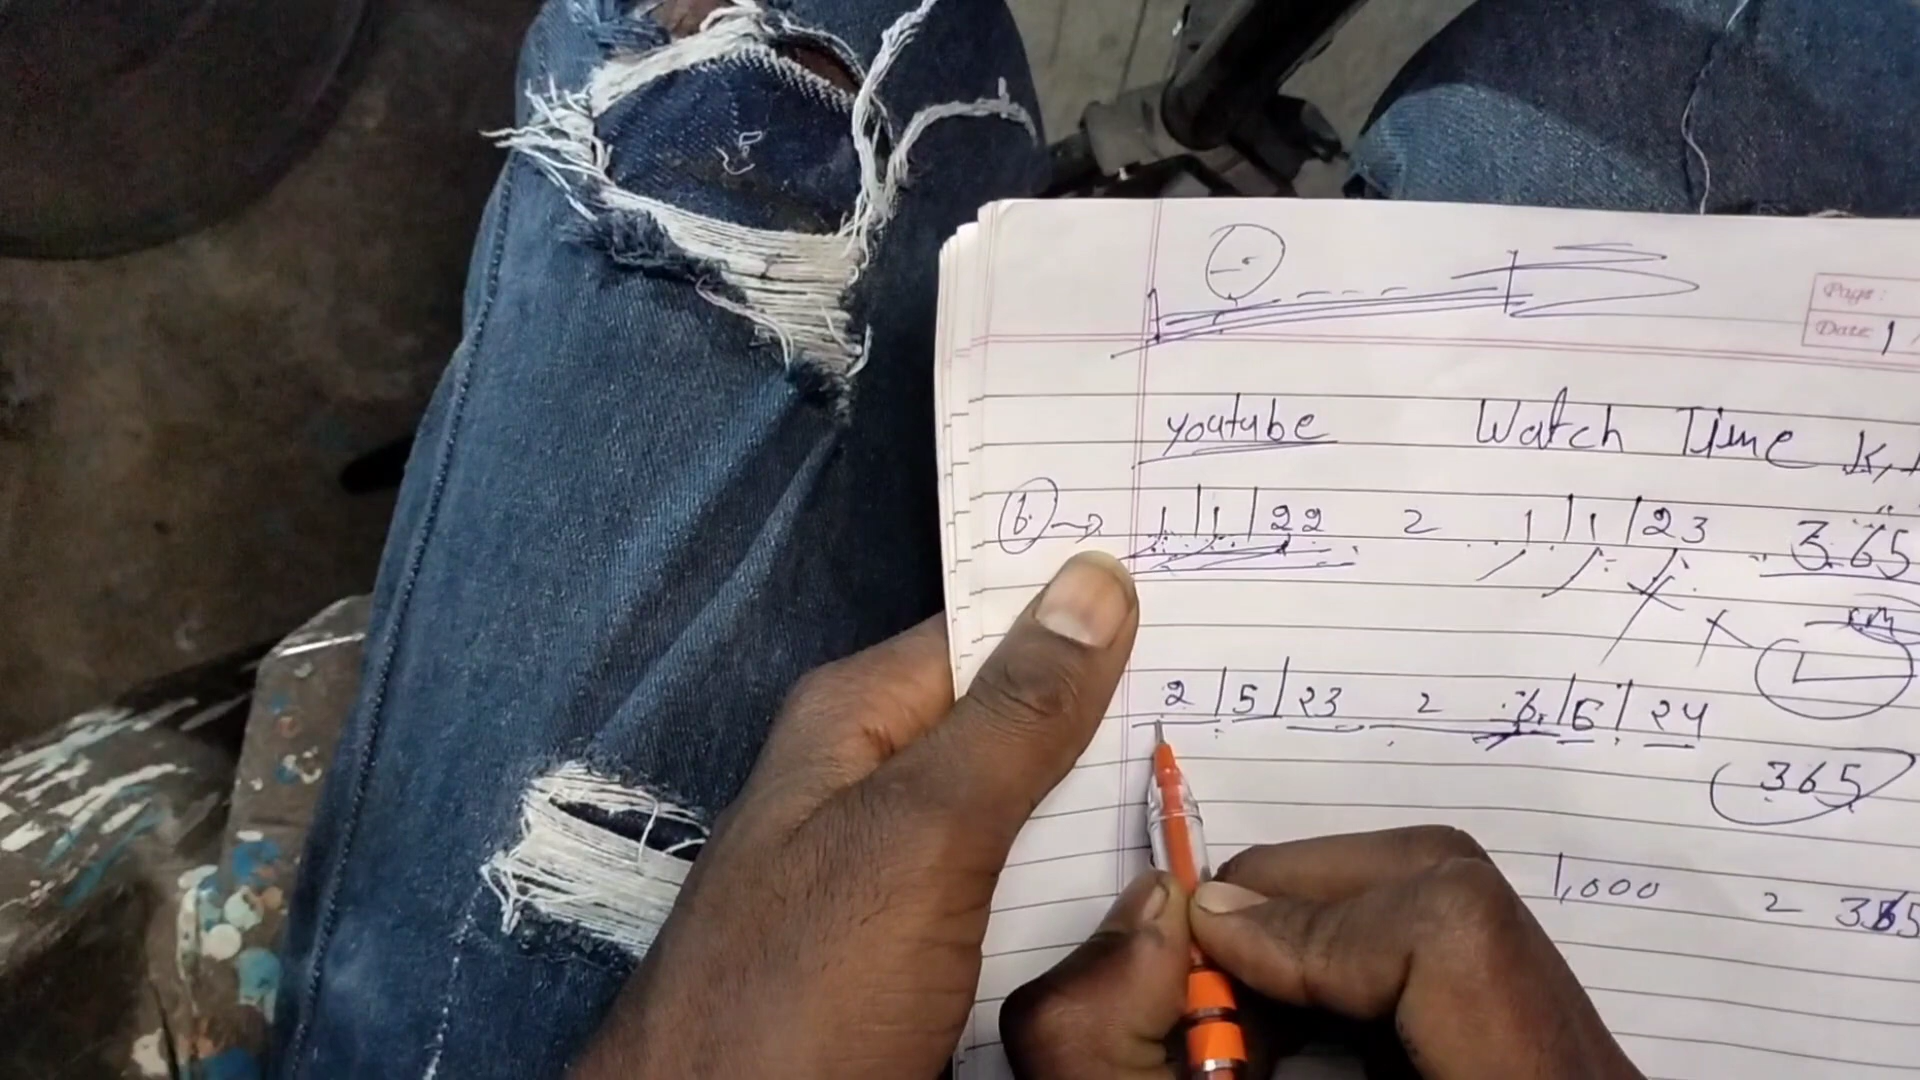 Page:
Date 1
youtube Watch Time
6 → 1/1/22 2 1/1/23 365
2/5/23 2 /6/24
365
1,000 2 365